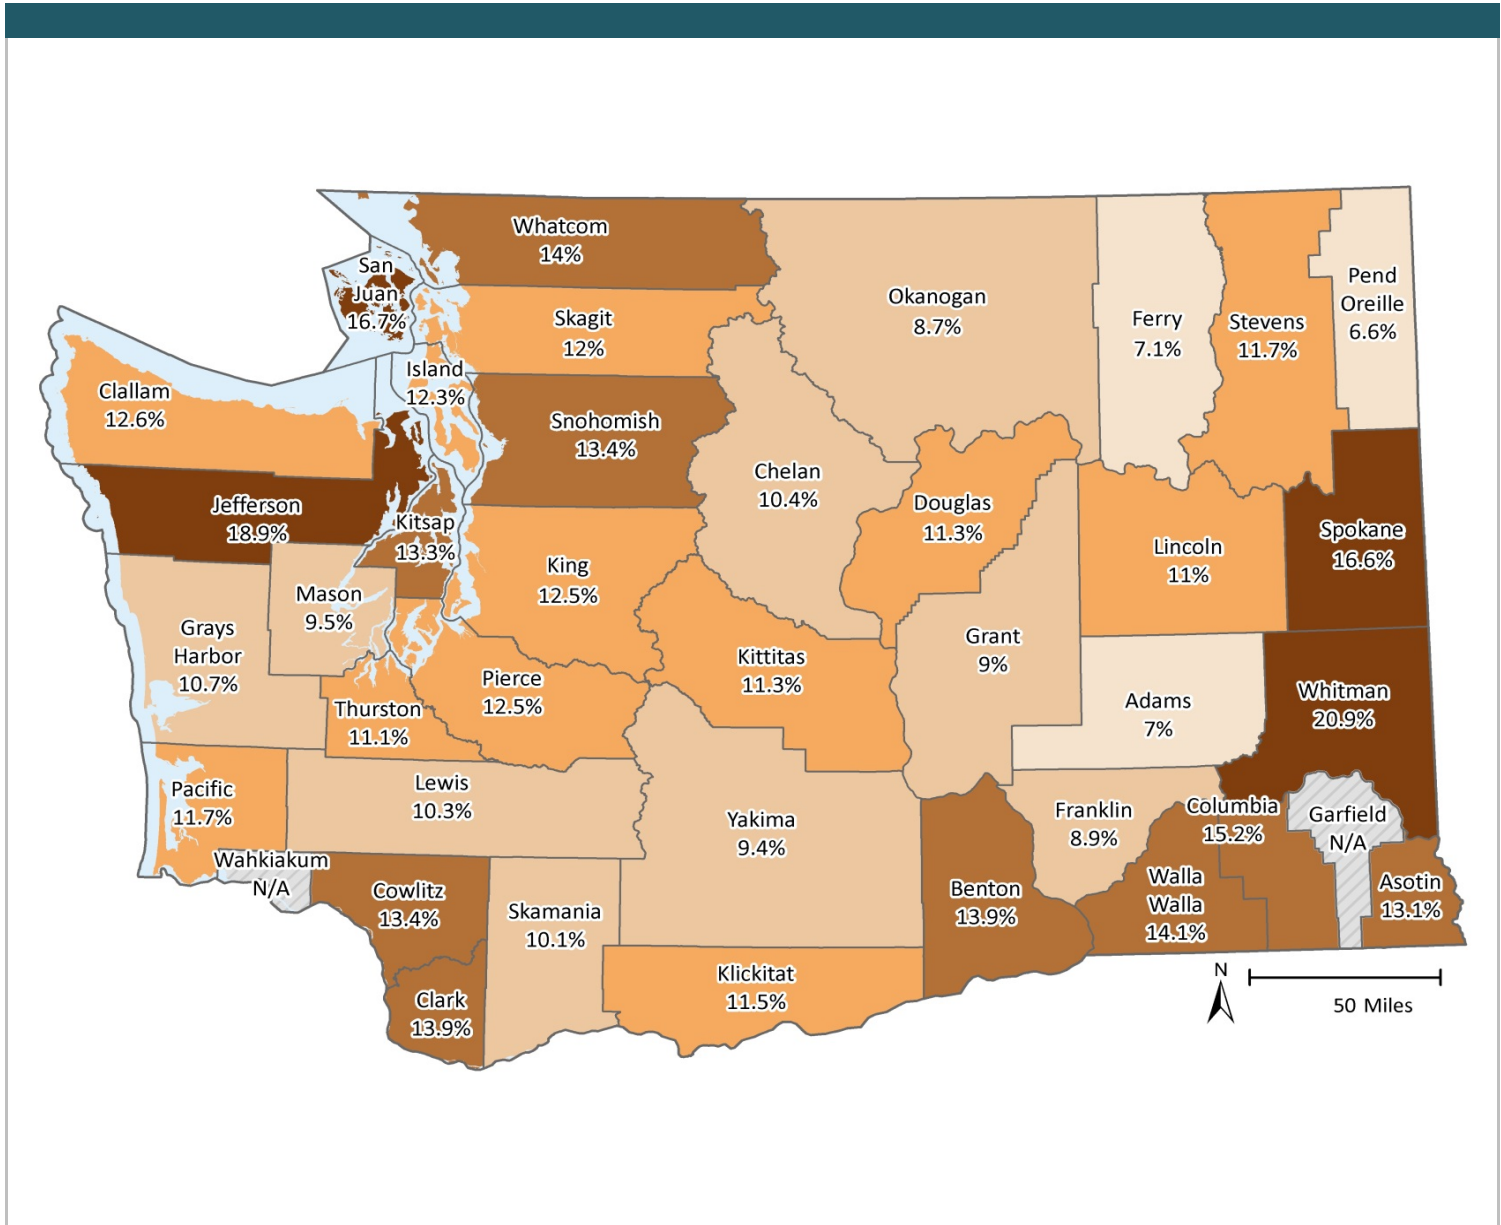 Whatcom
14%
San
Juan
16.7%
Skagit
12%
Island
12.3%
Clallam
12.6%
Snohomish
13.4%
Jefferson
18.9%
Kitsap
13.3%
King
12.5%
Mason
9.5%
Grays
Harbor
10.7%
Thurston
11.1%
Pierce
12.5%
Pacific
11.7%
Lewis
10.3%
Wahkiakum
N/A
Cowlitz
13.4%
Clark
13.9%
Skamania
10.1%
Okanogan
8.7%
Chelan
10.4%
Douglas
11.3%
Kittitas
11.3%
Grant
9%
Yakima
9.4%
Klickitat
11.5%
Benton
13.9%
Ferry
7.1%
Stevens
11.7%
Pend
Oreille
6.6%
Lincoln
11%
Spokane
16.6%
Adams
7%
Whitman
20.9%
Franklin
8.9%
Columbia
15.2%
Garfield
N/A
Walla
Walla
14.1%
Asotin
13.1%
N
50 Miles